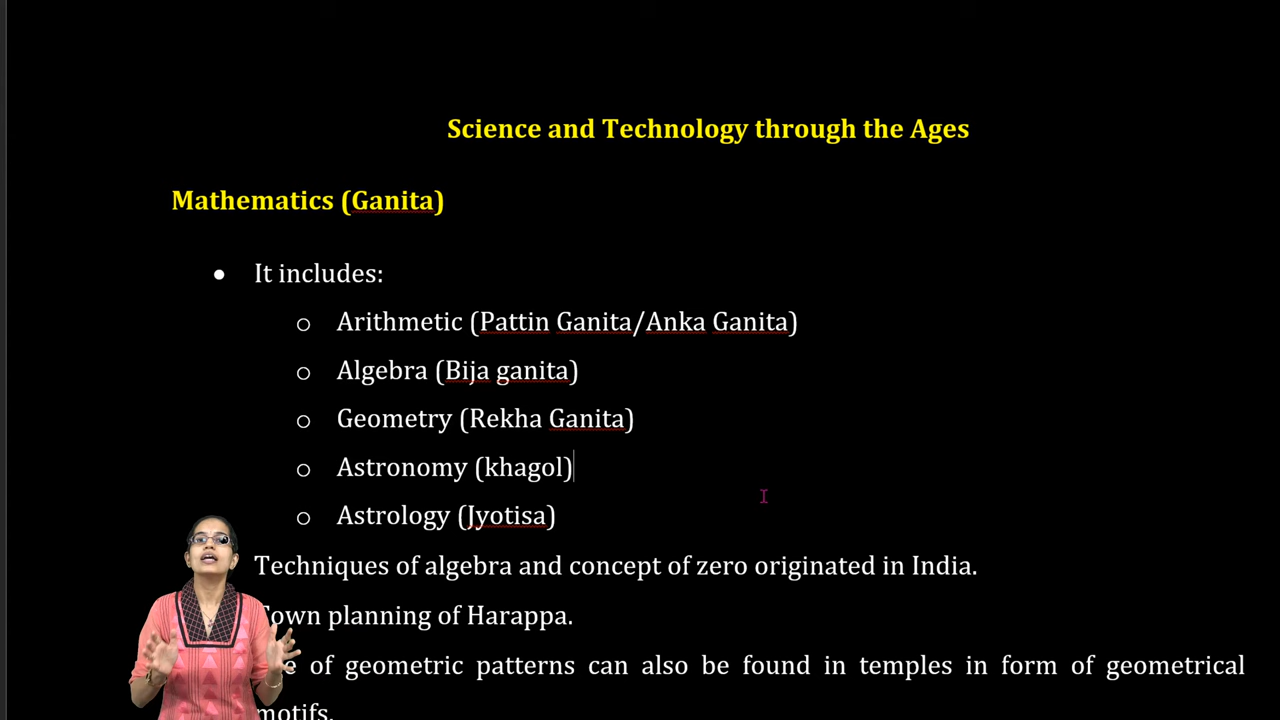 Science and Technology through the Ages
Mathematics (Ganita)
• It includes:
o Arithmetic (Pattin Ganita/Anka Ganita)
o Algebra (Bija ganita)
o Geometry (Rekha Ganita)
o Astronomy (khagol)
o Astrology (Jyotisa)
Techniques of algebra and concept of zero originated in India.
Town planning of Harappa.
of geometric patterns can also be found in temples in form of geometrical
motifs.